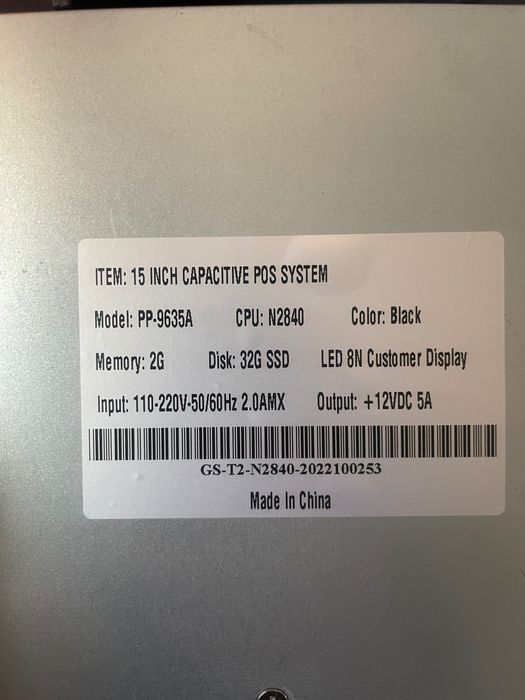 ITEM: 15 INCH CAPACITIVE POS SYSTEM
Model: PP-9635A CPU: N2840 Color: Black
Memory: 2G Disk: 32G SSD LED 8N Customer Display
Input: 110-220V-50/60Hz 2.0AMX Output: +12VDC 5A
GS-T2-N2840-2022100253
Made In China